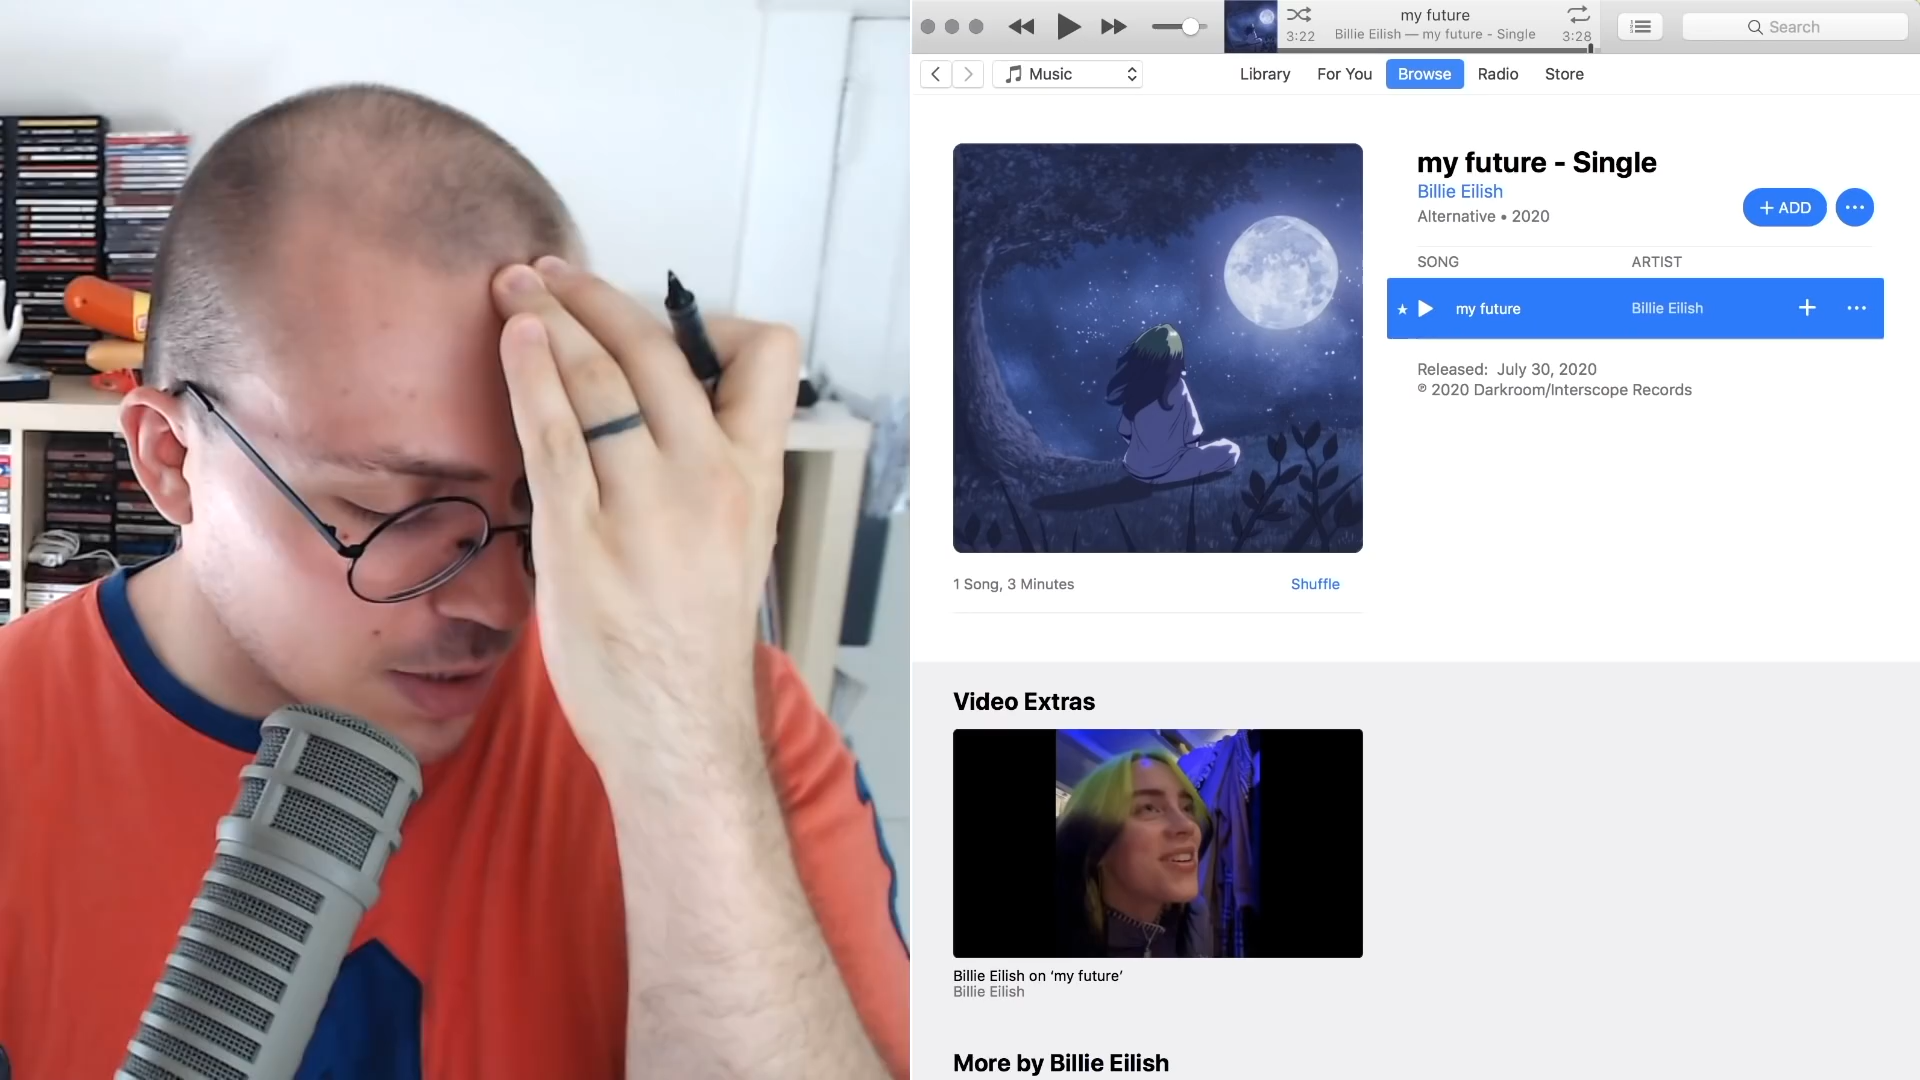 my future
3:22
Billie Eilish — my future - Single
3:28
Search
Music
Library
For You
Browse
Radio
Store
my future - Single
Billie Eilish
Alternative • 2020
+ ADD
SONG
ARTIST
my future
Billie Eilish
Released: July 30, 2020
℗ 2020 Darkroom/Interscope Records
1 Song, 3 Minutes
Shuffle
Video Extras
Billie Eilish on ‘my future’
Billie Eilish
More by Billie Eilish